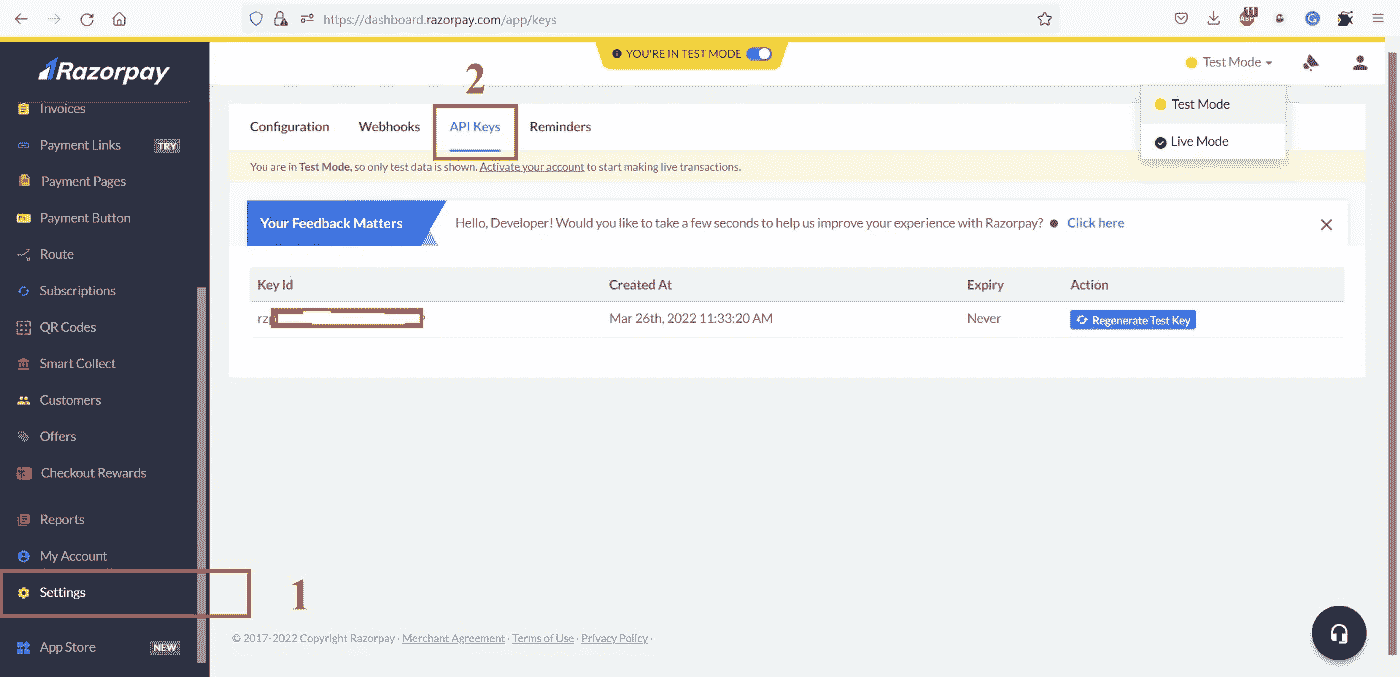 https://dashboard.razorpay.com/app/keys
11
ABP
YOU'RE IN TEST MODE
Razorpay
Test Mode
2
Invoices
Test Mode
Configuration Webhooks API Keys Reminders
Live Mode
Payment Links TRY
You are in Test Mode, so only test data is shown. Activate your account to start making live transactions.
Payment Pages
Payment Button
Your Feedback Matters Hello, Developer! Would you like to take a few seconds to help us improve your experience with Razorpay? Click here
Route
Subscriptions
Key Id Created At Expiry Action
QR Codes
rz Mar 26th, 2022 11:33:20 AM Never Regenerate Test Key
Smart Collect
Customers
Offers
Checkout Rewards
Reports
My Account
Settings
1
© 2017-2022 Copyright Razorpay · Merchant Agreement · Terms of Use · Privacy Policy ·
App Store NEW